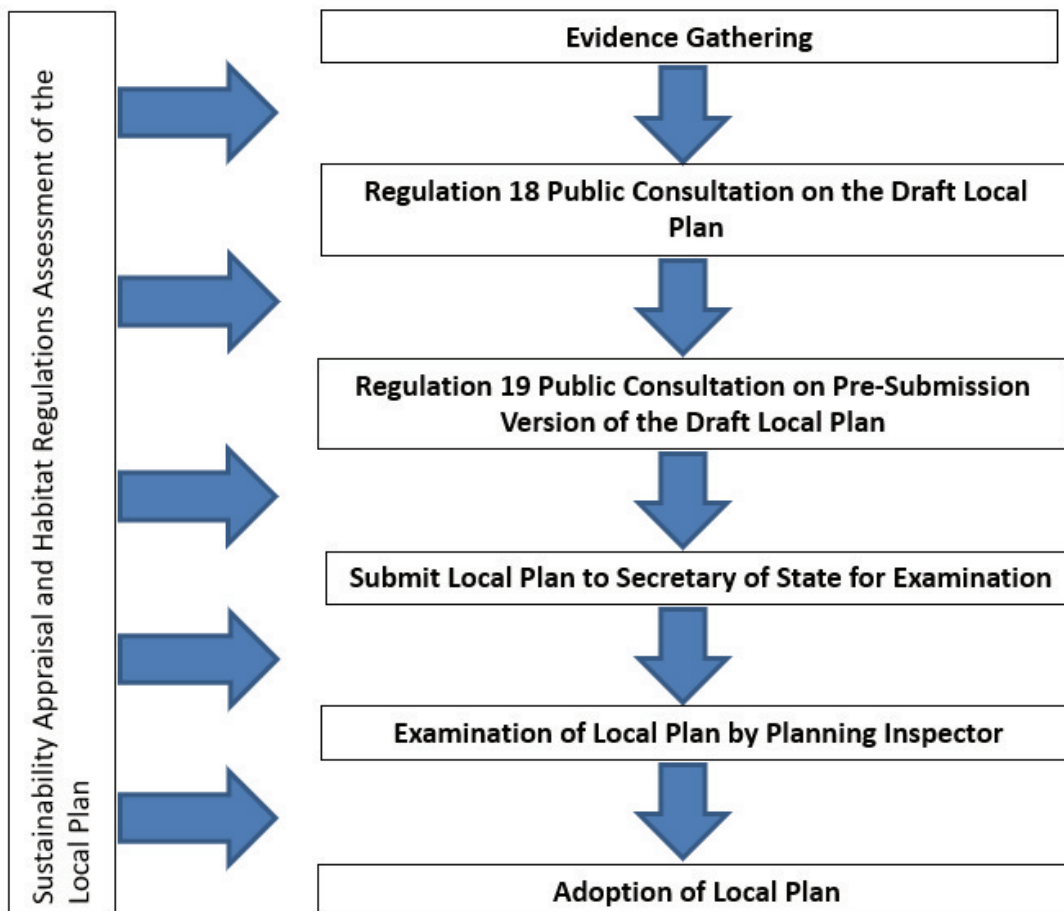 Sustainability Appraisal and Habitat Regulations Assessment of the
Local Plan
Evidence Gathering
Regulation 18 Public Consultation on the Draft Local
Plan
Regulation 19 Public Consultation on Pre-Submission
Version of the Draft Local Plan
Submit Local Plan to Secretary of State for Examination
Examination of Local Plan by Planning Inspector
Adoption of Local Plan